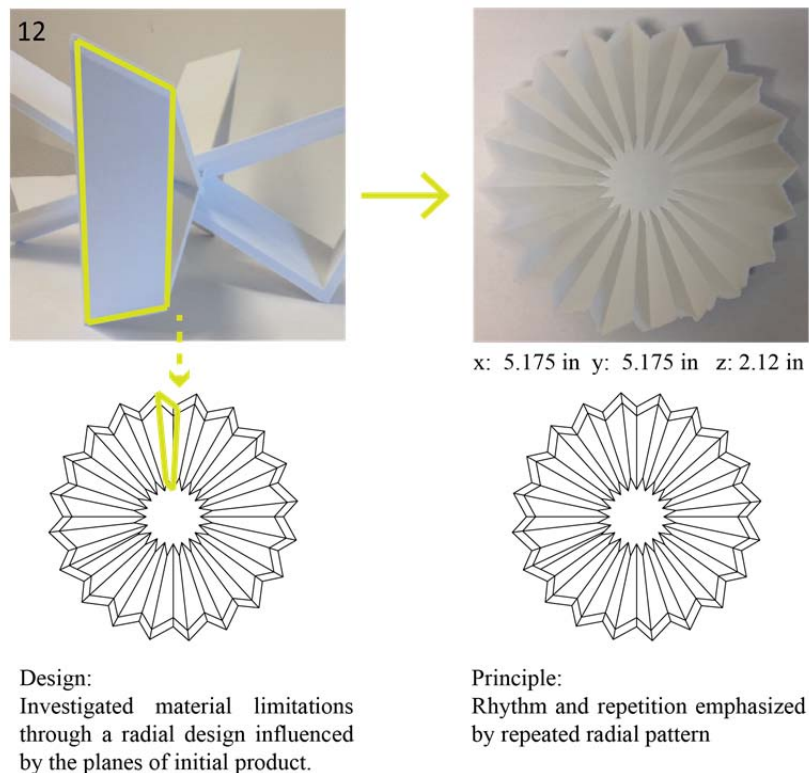 12
x: 5.175 in y: 5.175 in z: 2.12 in
Design:
Investigated material limitations
through a radial design influenced
by the planes of initial product.
Principle:
Rhythm and repetition emphasized
by repeated radial pattern